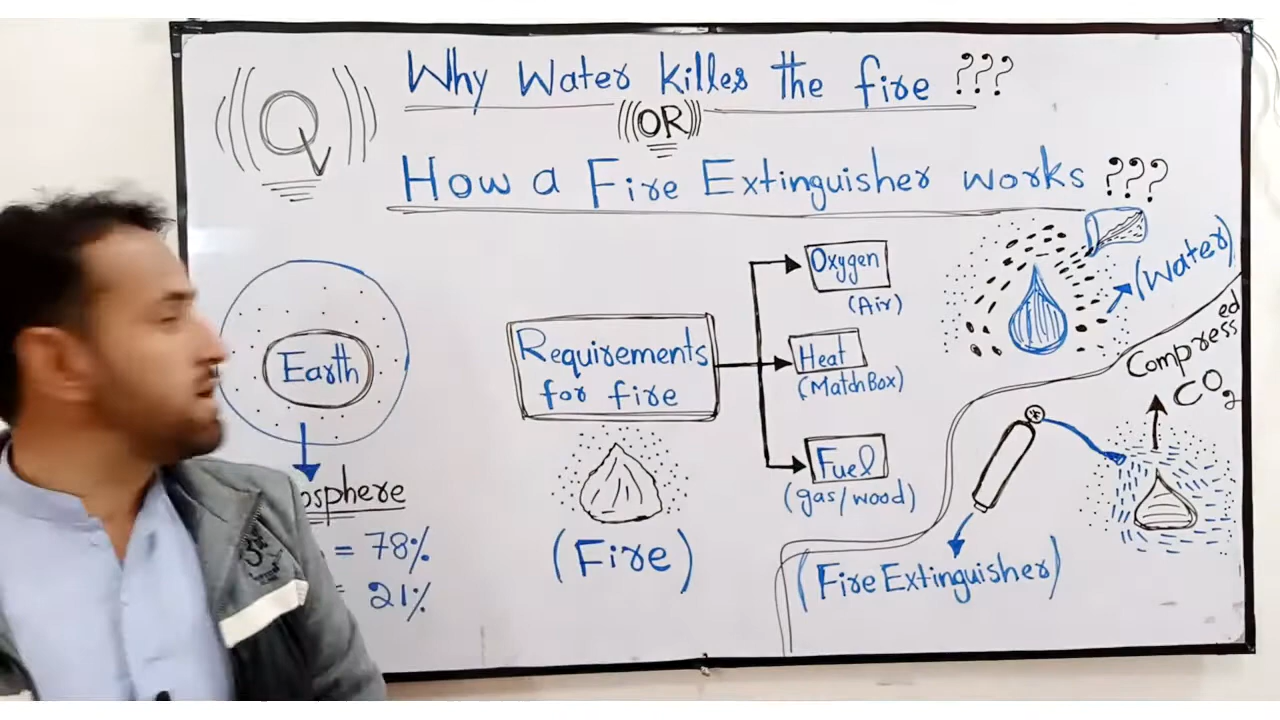 Why Water killes the fire ???
OR
How a Fire Extinguisher works ???
Q
Earth
= 78%
= 21%
Requirements
for fire
(Fire)
Oxygen
(Air)
Heat
(MatchBox)
Fuel
(gas/wood)
(Water)
Compressed
CO₂
(Fire Extinguisher)